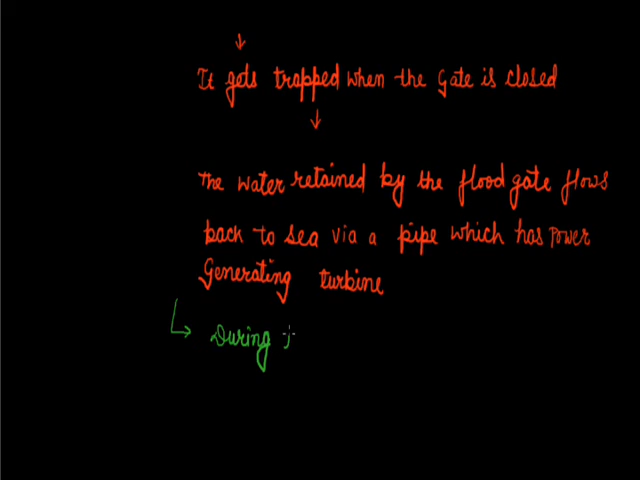 It gets trapped when the Gate is closed
The water retained by the flood gate flows
back to sea via a pipe which has power
Generating turbine
During